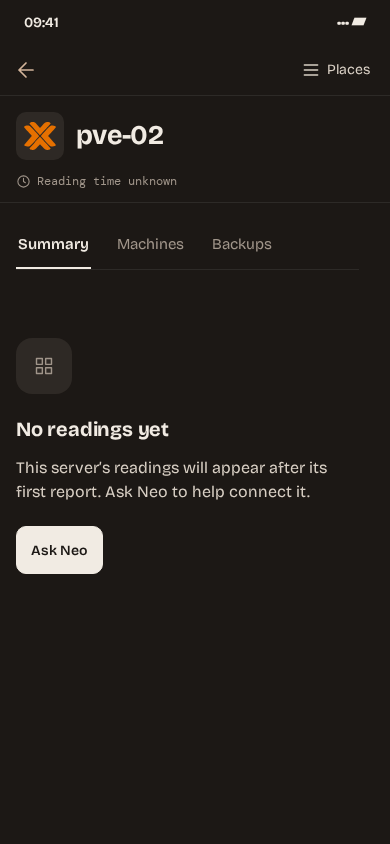 09:41
Places
pve-02
Reading time unknown
Summary
Machines
Backups
No readings yet
This server's readings will appear after its
first report. Ask Neo to help connect it.
Ask Neo